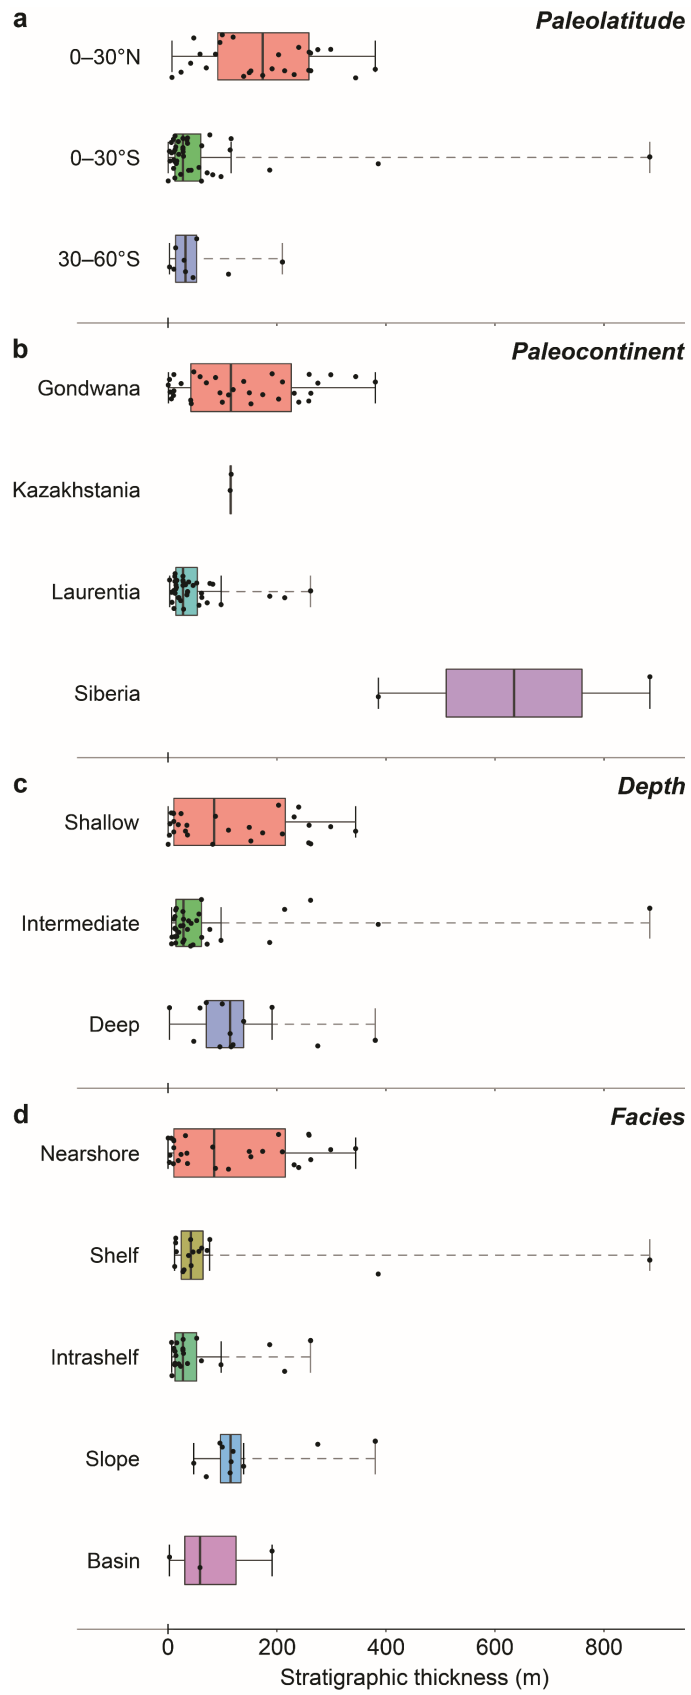 a Paleolatitude
0–30°N
0–30°S
30–60°S
b Paleocontinent
Gondwana
Kazakhstania
Laurentia
Siberia
c Depth
Shallow
Intermediate
Deep
d Facies
Nearshore
Shelf
Intrashelf
Slope
Basin
0 200 400 600 800
Stratigraphic thickness (m)